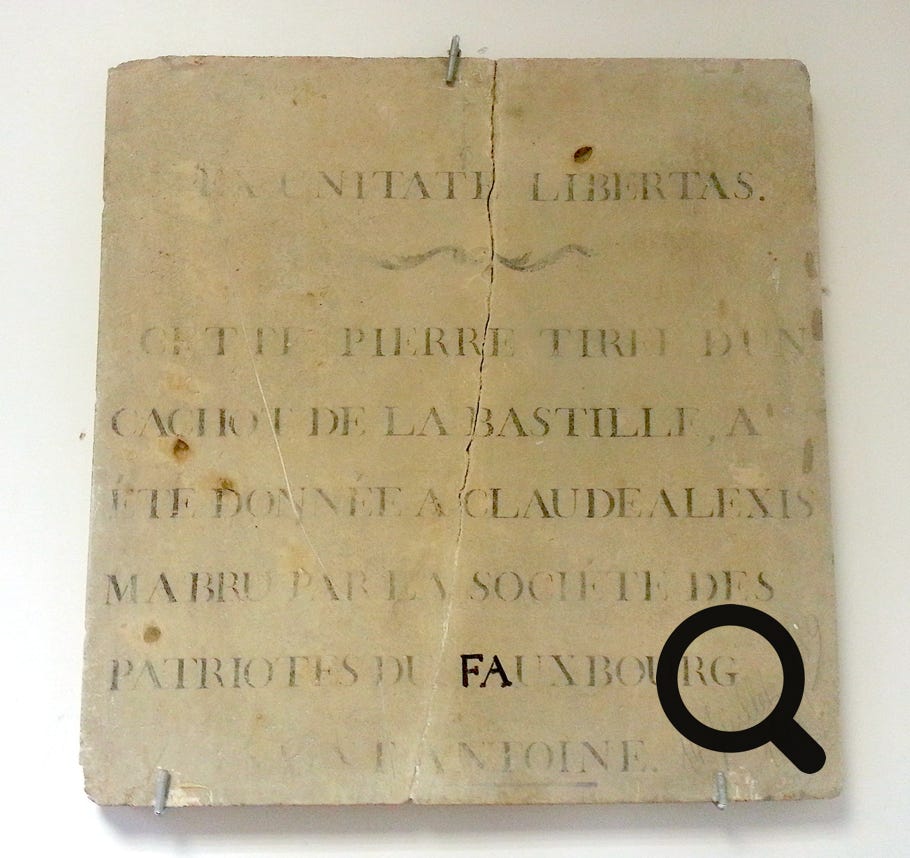 EX UNITATE LIBERTAS.
CETTE PIERRE TIREE D'UN
CACHOT DE LA BASTILLE, A
ÉTÉ DONNÉE A CLAUDE ALEXIS
MABRU PAR LA SOCIÉTÉ DES
PATRIOTES DU FAUXBOURG
ANTOINE.